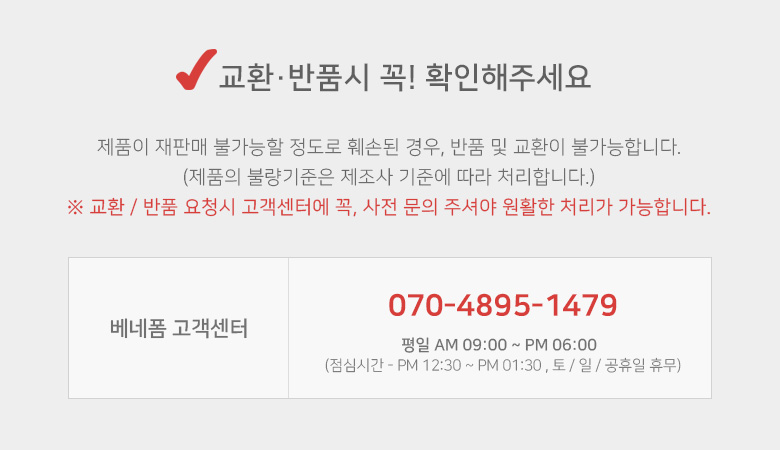 교환·반품시 꼭! 확인해주세요
제품이 재판매 불가능할 정도로 훼손된 경우, 반품 및 교환이 불가능합니다.
(제품의 불량기준은 제조사 기준에 따라 처리합니다.)
※ 교환 / 반품 요청시 고객센터에 꼭, 사전 문의 주셔야 원활한 처리가 가능합니다.
베네폼 고객센터
070-4895-1479
평일 AM 09:00 ~ PM 06:00
(점심시간 - PM 12:30 ~ PM 01:30 , 토 / 일 / 공휴일 휴무)